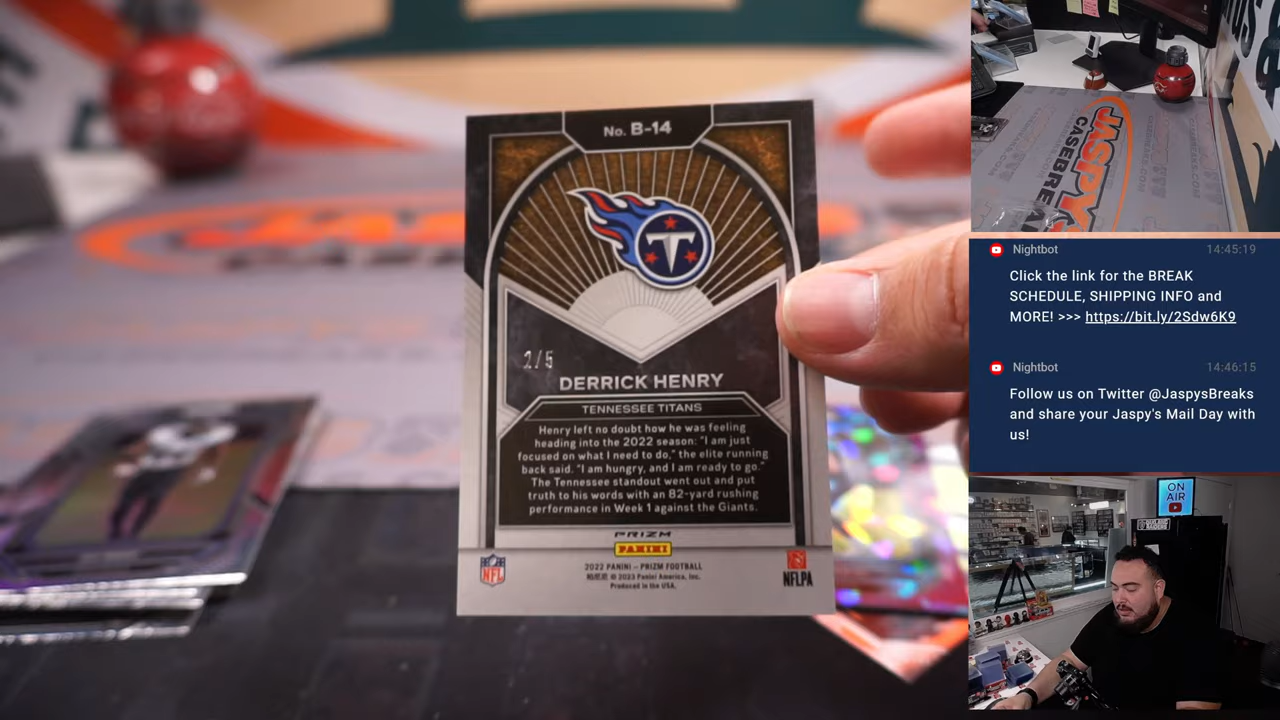 No. B-14
T
2/5
DERRICK HENRY
TENNESSEE TITANS
Henry left no doubt how he was feeling
heading into the 2022 season: "I am just
focused on what I need to do," the elite running
back said. "I am hungry, and I am ready to go."
The Tennessee standout went out and put
truth to his words with an 82-yard rushing
performance in Week 1 against the Giants.
PRIZM
PANINI
NFL
2022 PANINI – PRIZM FOOTBALL
© 2023 Panini America, Inc.
Produced in the USA.
NFLPA
JASPY'S
CASEBREA
Nightbot
14:45:19
Click the link for the BREAK
SCHEDULE, SHIPPING INFO and
MORE! >>> https://bit.ly/2Sdw6K9
Nightbot
14:46:15
Follow us on Twitter @JaspysBreaks
and share your Jaspy's Mail Day with
us!
ON
AIR